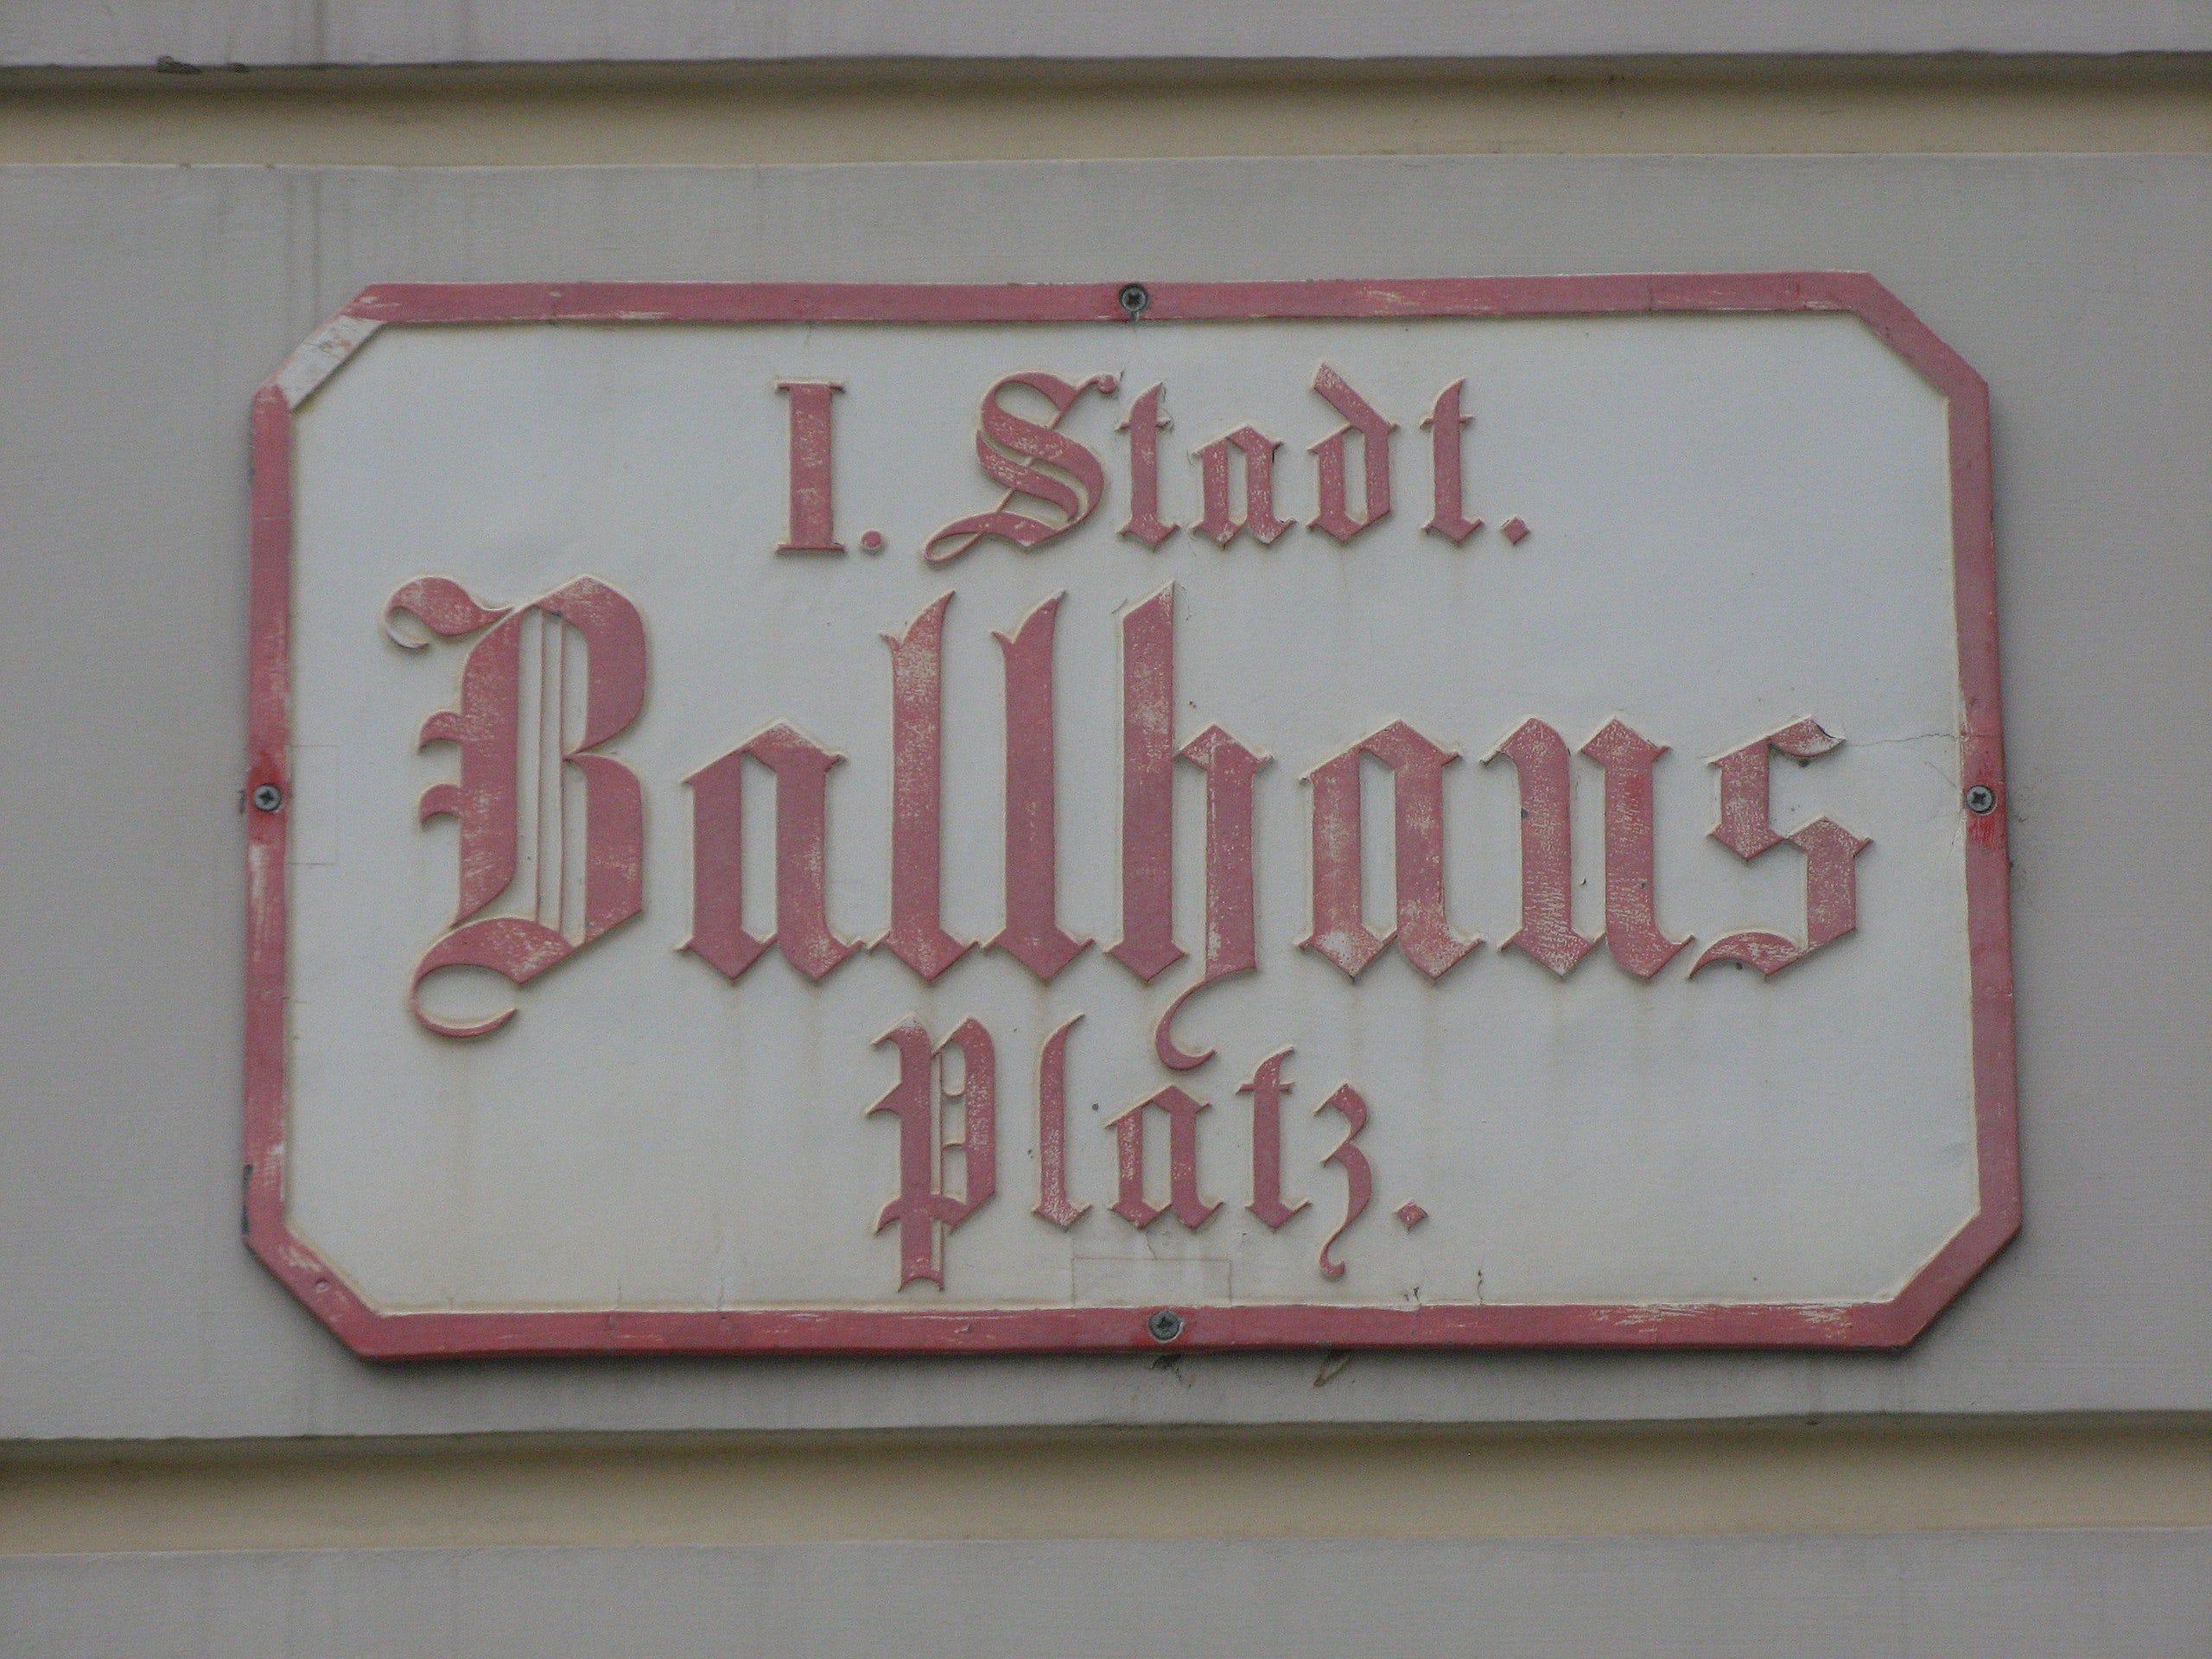 I. Stadt.
Ballhaus
Platz.